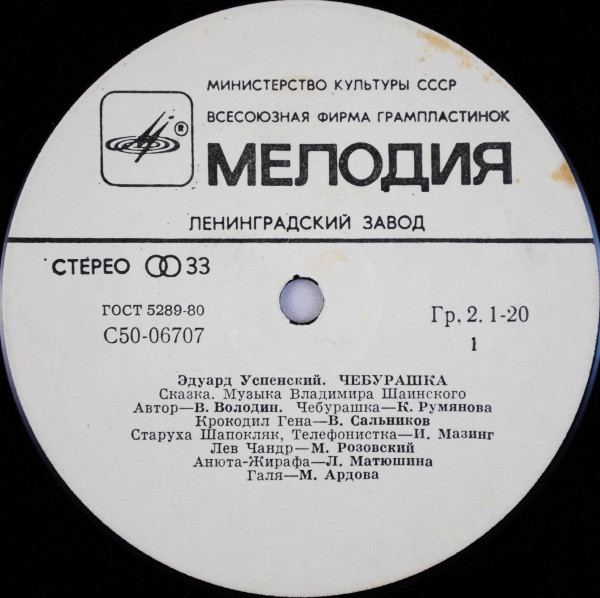 МИНИСТЕРСТВО КУЛЬТУРЫ СССР
ВСЕСОЮЗНАЯ ФИРМА ГРАМПЛАСТИНОК
®
МЕЛОДИЯ
ЛЕНИНГРАДСКИЙ ЗАВОД
СТЕРЕО 33
ГОСТ 5289-80
С50-06707
Гр. 2. 1-20
1
Эдуард Успенский. ЧЕБУРАШКА
Сказка. Музыка Владимира Шаинского
Автор—В. Володин. Чебурашка—К. Румянова
Крокодил Гена—В. Сальников
Старуха Шапокляк, Телефонистка—И. Мазинг
Лев Чандр—М. Розовский
Анюта-Жирафа—Л. Матюшина
Галя—М. Ардова